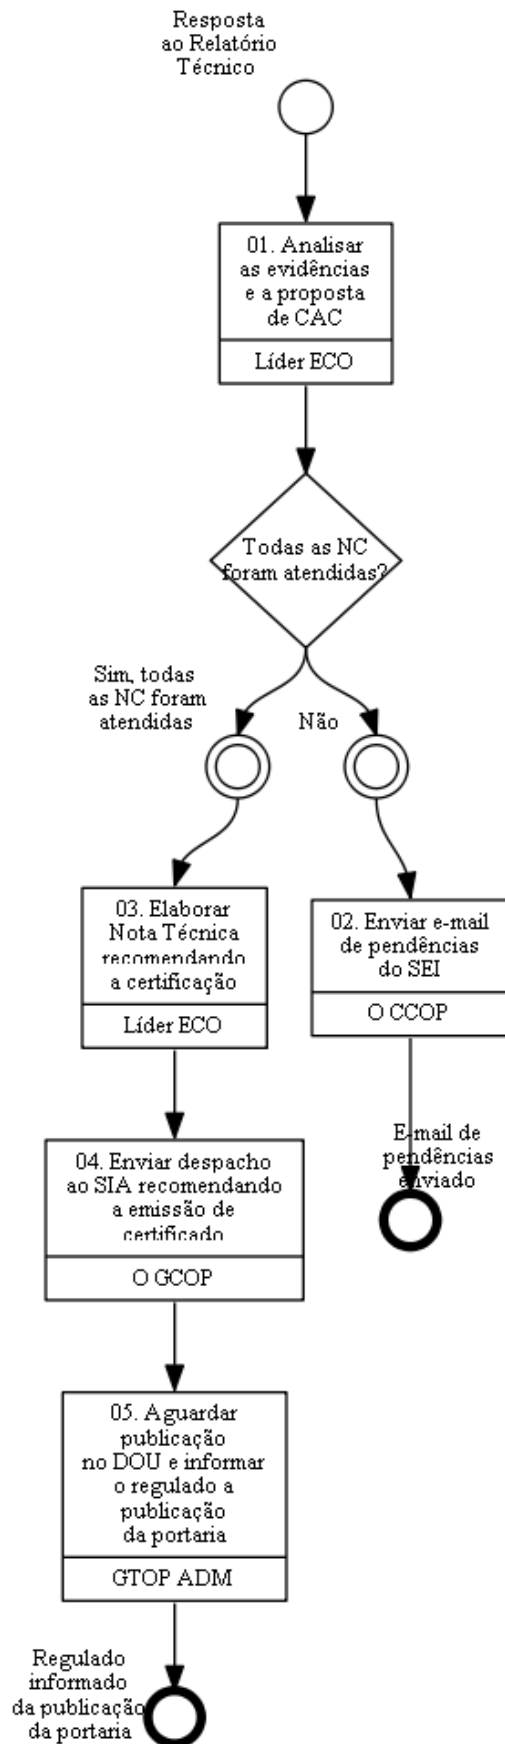 Resposta
ao Relatório
Técnico
01. Analisar
as evidências
e a proposta
de CAC
Líder ECO
Todas as NC
foram atendidas?
Sim, todas
as NC foram
atendidas
Não
03. Elaborar
Nota Técnica
recomendando
a certificação
Líder ECO
02. Enviar e-mail
de pendências
do SEI
O CCOP
E-mail de
pendências
enviado
04. Enviar despacho
ao SIA recomendando
a emissão de
certificado
O GCOP
05. Aguardar
publicação
no DOU e informar
o regulado a
publicação
da portaria
GTOP ADM
Regulado
informado
da publicação
da portaria